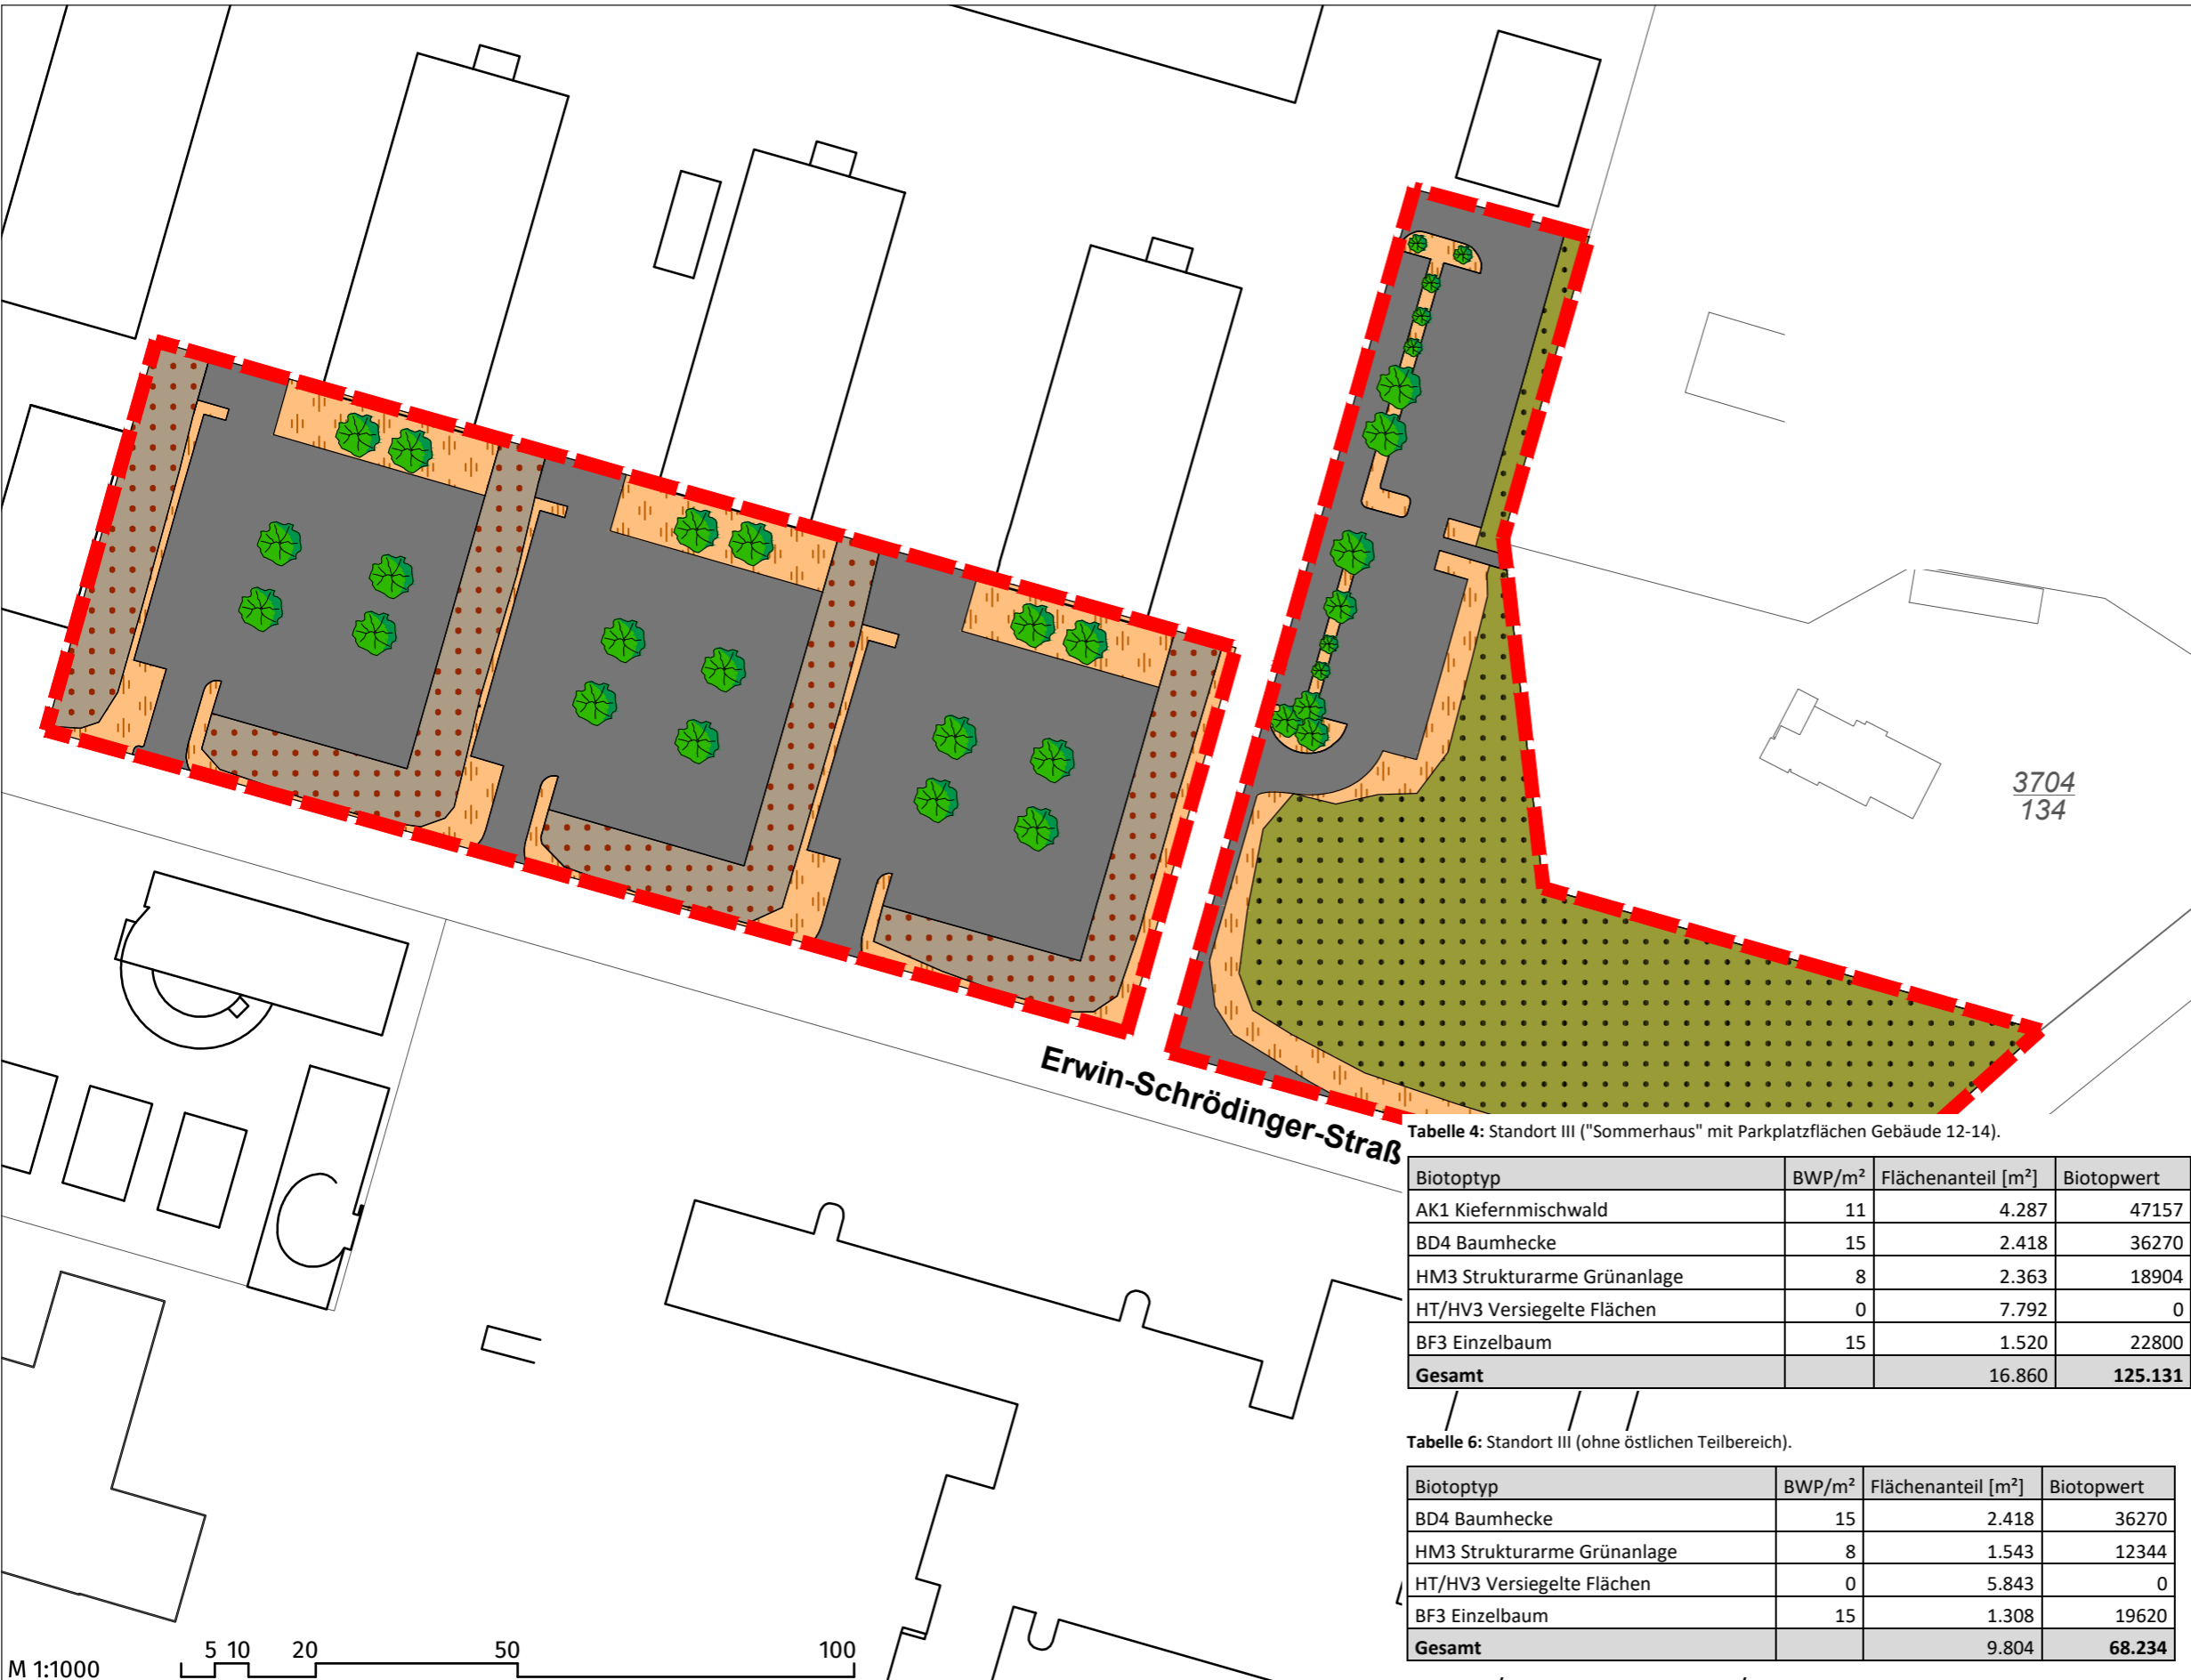 3704
134
Erwin-Schrödinger-Straß
Tabelle 4: Standort III ("Sommerhaus" mit Parkplatzflächen Gebäude 12-14).
Biotoptyp BWP/m² Flächenanteil [m²] Biotopwert
AK1 Kiefernmischwald 11 4.287 47157
BD4 Baumhecke 15 2.418 36270
HM3 Strukturarme Grünanlage 8 2.363 18904
HT/HV3 Versiegelte Flächen 0 7.792 0
BF3 Einzelbaum 15 1.520 22800
Gesamt 16.860 125.131
Tabelle 6: Standort III (ohne östlichen Teilbereich).
Biotoptyp BWP/m² Flächenanteil [m²] Biotopwert
BD4 Baumhecke 15 2.418 36270
HM3 Strukturarme Grünanlage 8 1.543 12344
HT/HV3 Versiegelte Flächen 0 5.843 0
BF3 Einzelbaum 15 1.308 19620
Gesamt 9.804 68.234
5 10 20 50 100
M 1:1000